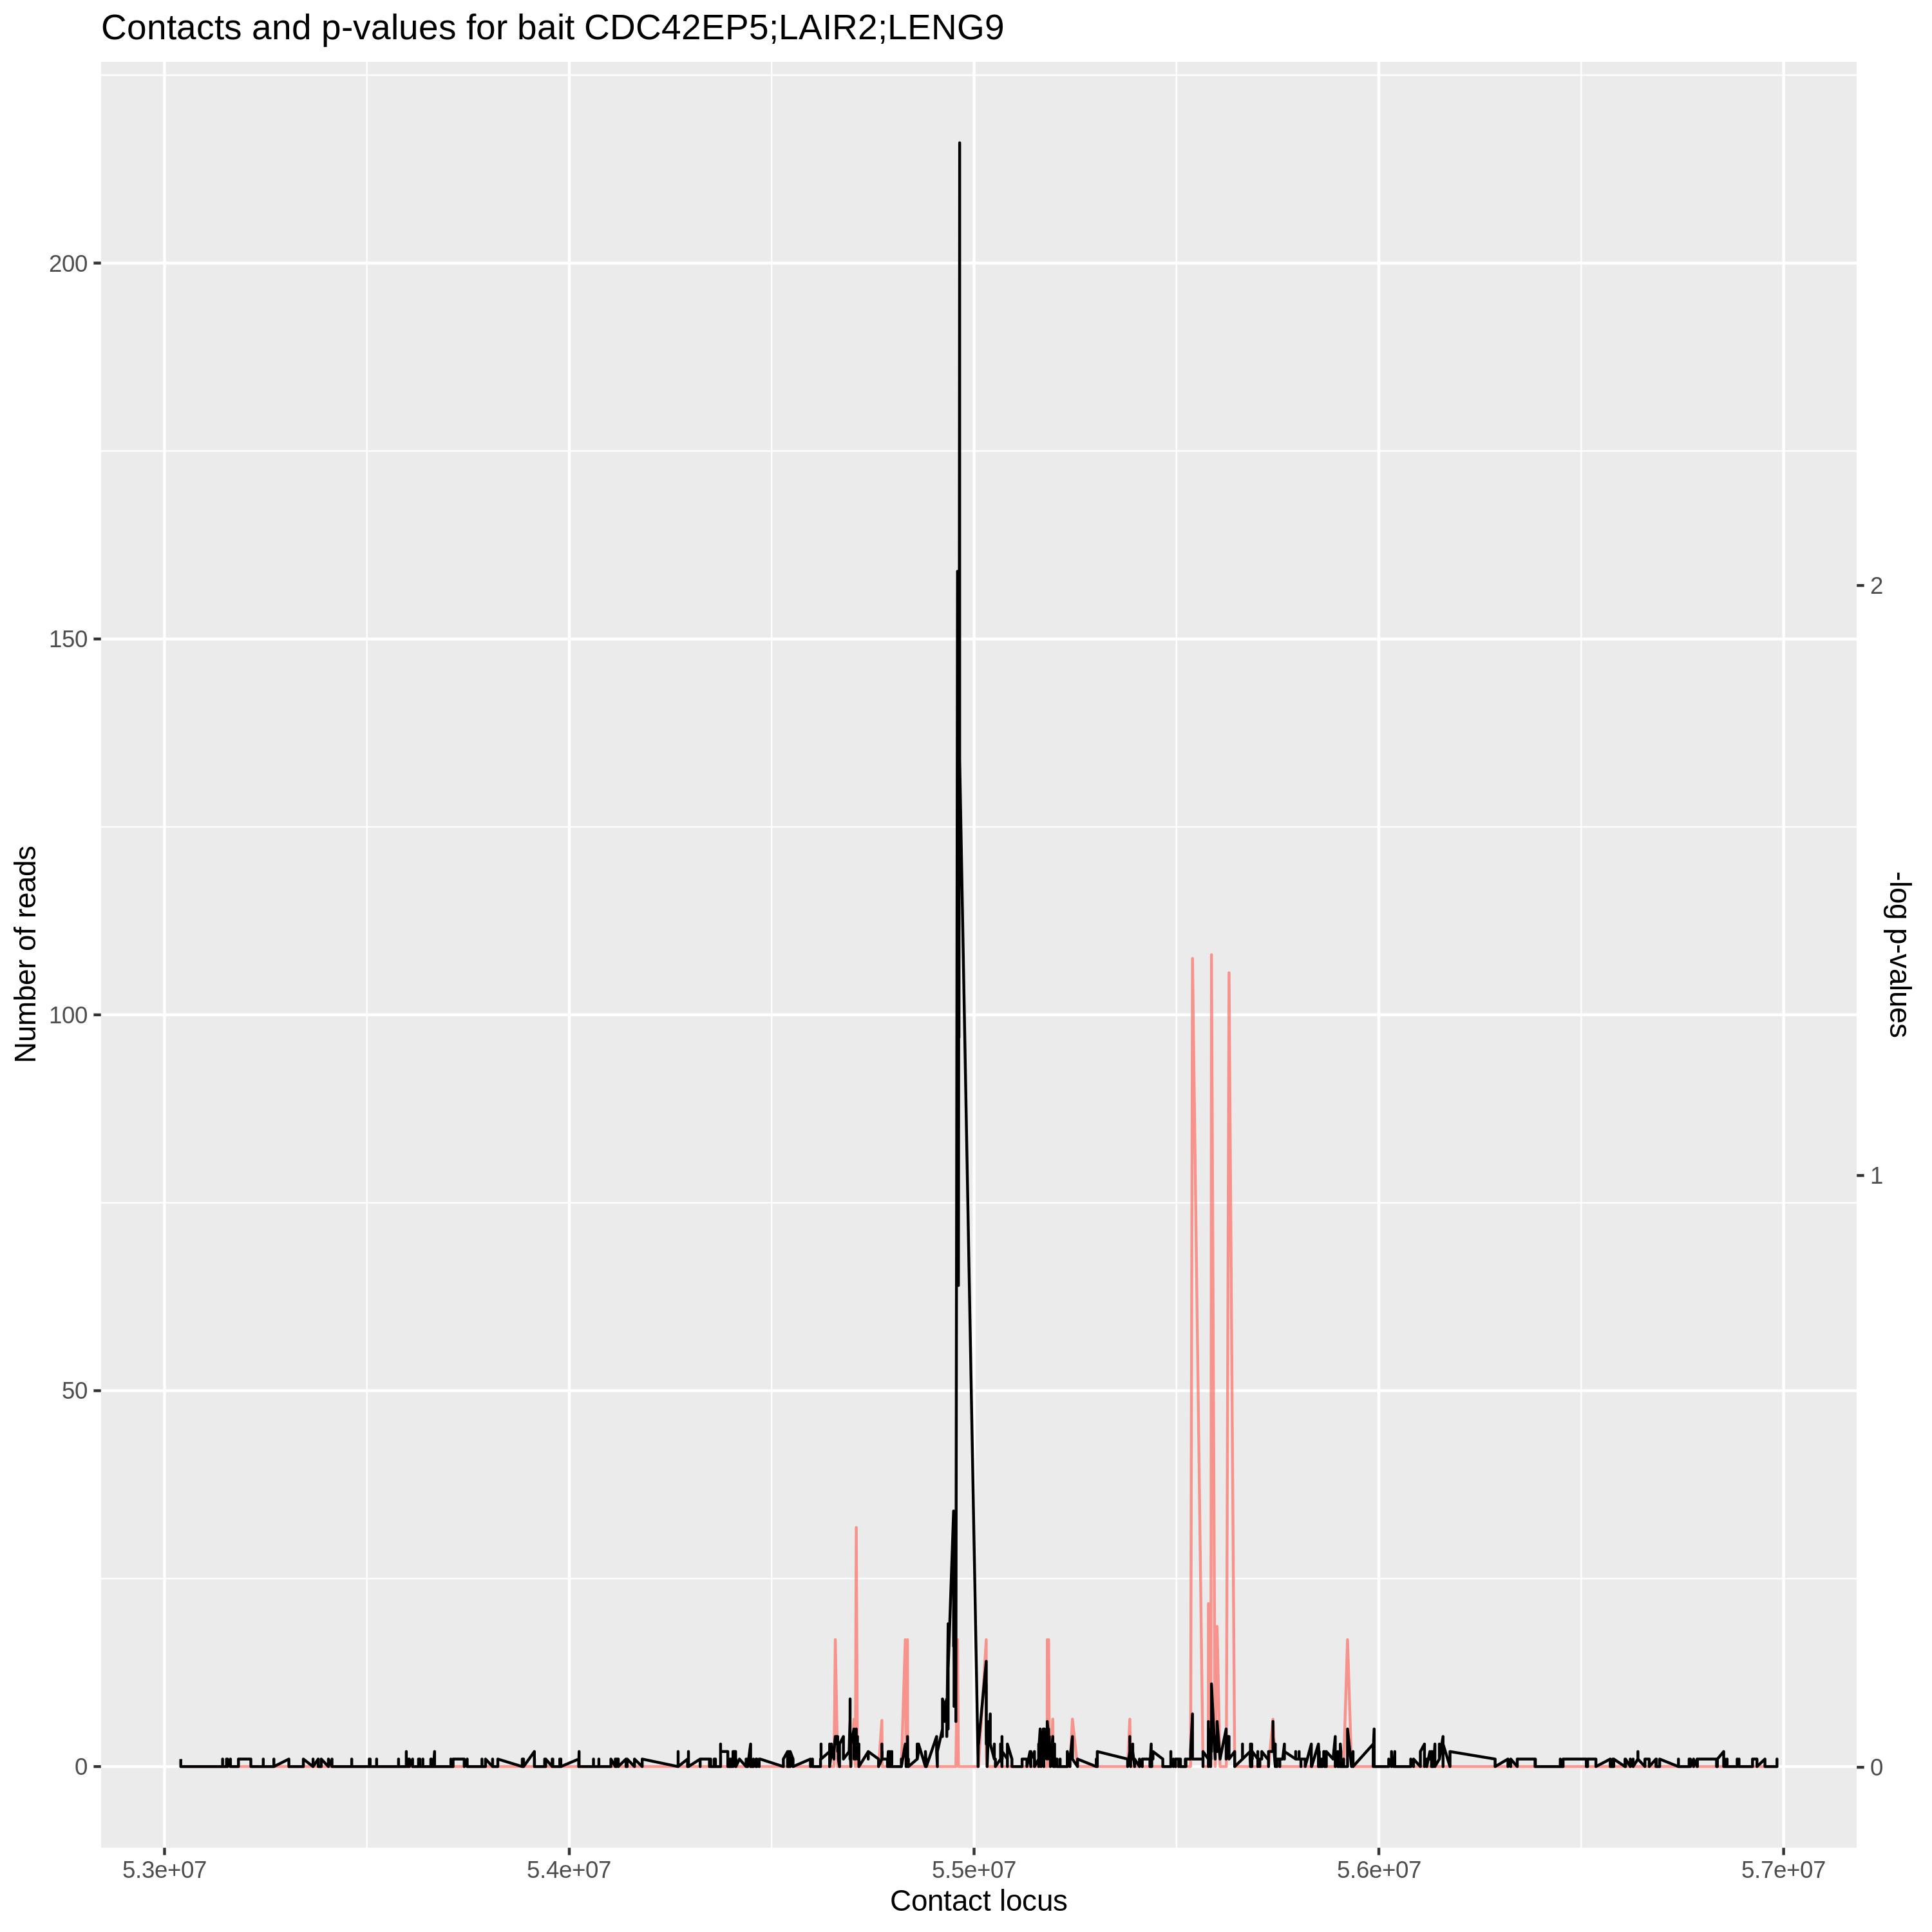 Contacts and p-values for bait CDC42EP5;LAIR2;LENG9
200
150
100
50
0
Number of reads
2
1
0
-log p-values
5.3e+07
5.4e+07
5.5e+07
5.6e+07
5.7e+07
Contact locus